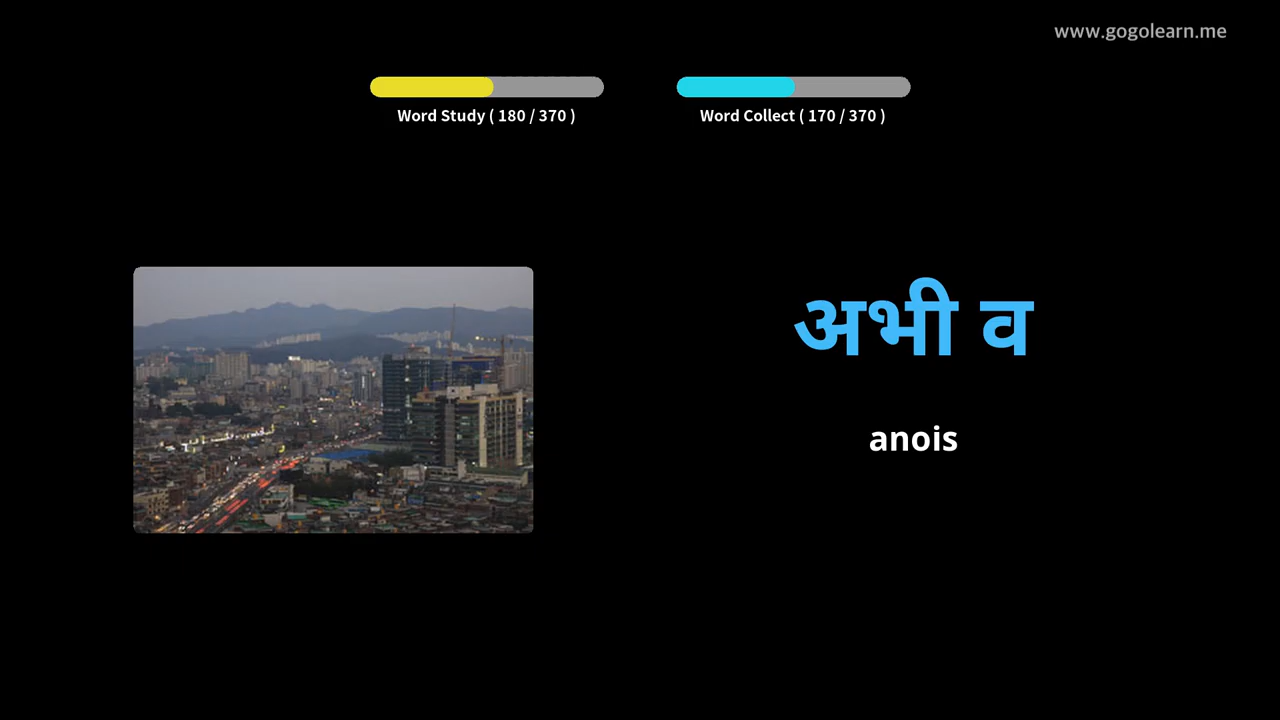 www.gogolearn.me
Word Study ( 180 / 370 )
Word Collect ( 170 / 370 )
अभी व
anois